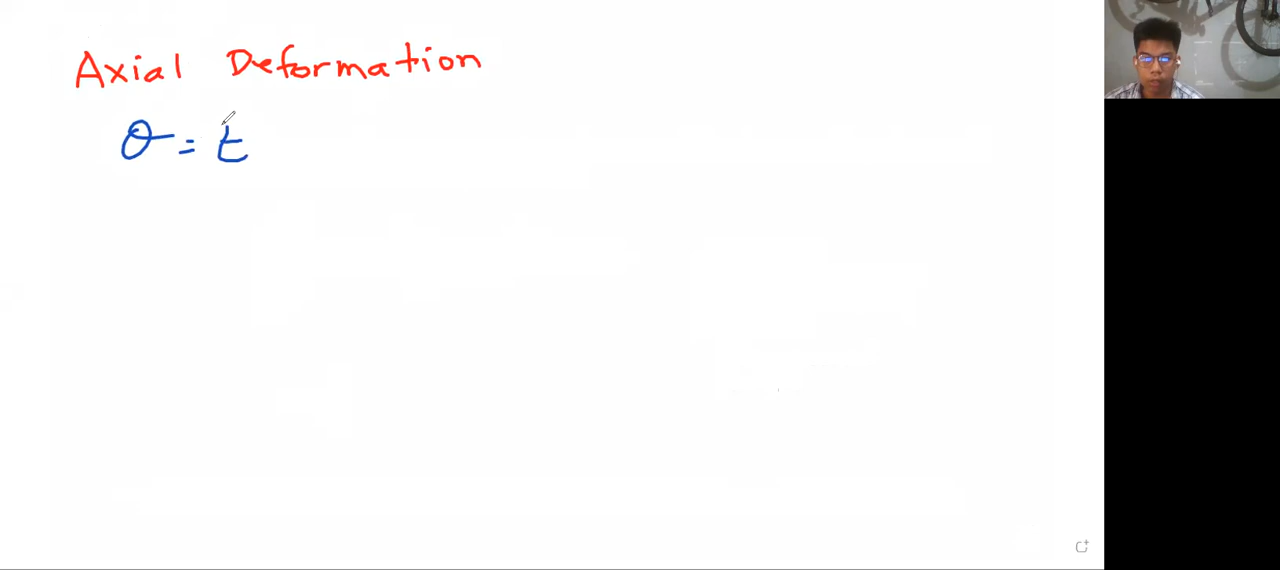 Axial Deformation
σ = E